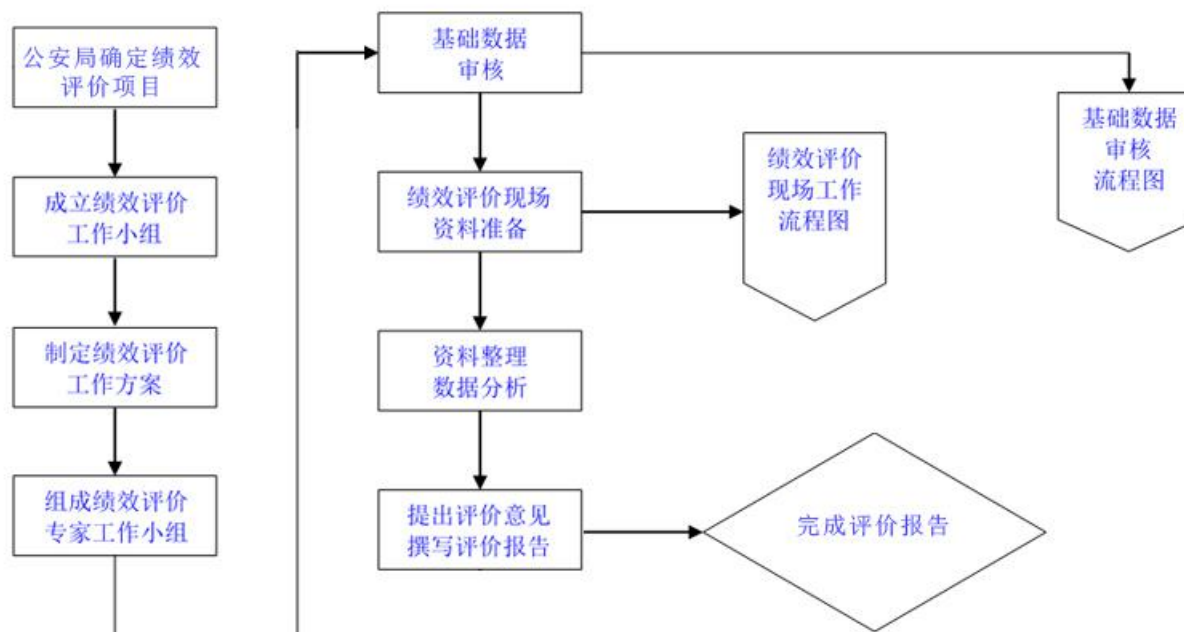 公安局确定绩效
评价项目
成立绩效评价
工作小组
制定绩效评价
工作方案
组成绩效评价
专家工作小组
基础数据
审核
绩效评价现场
资料准备
资料整理
数据分析
提出评价意见
撰写评价报告
绩效评价
现场工作
流程图
基础数据
审核
流程图
完成评价报告